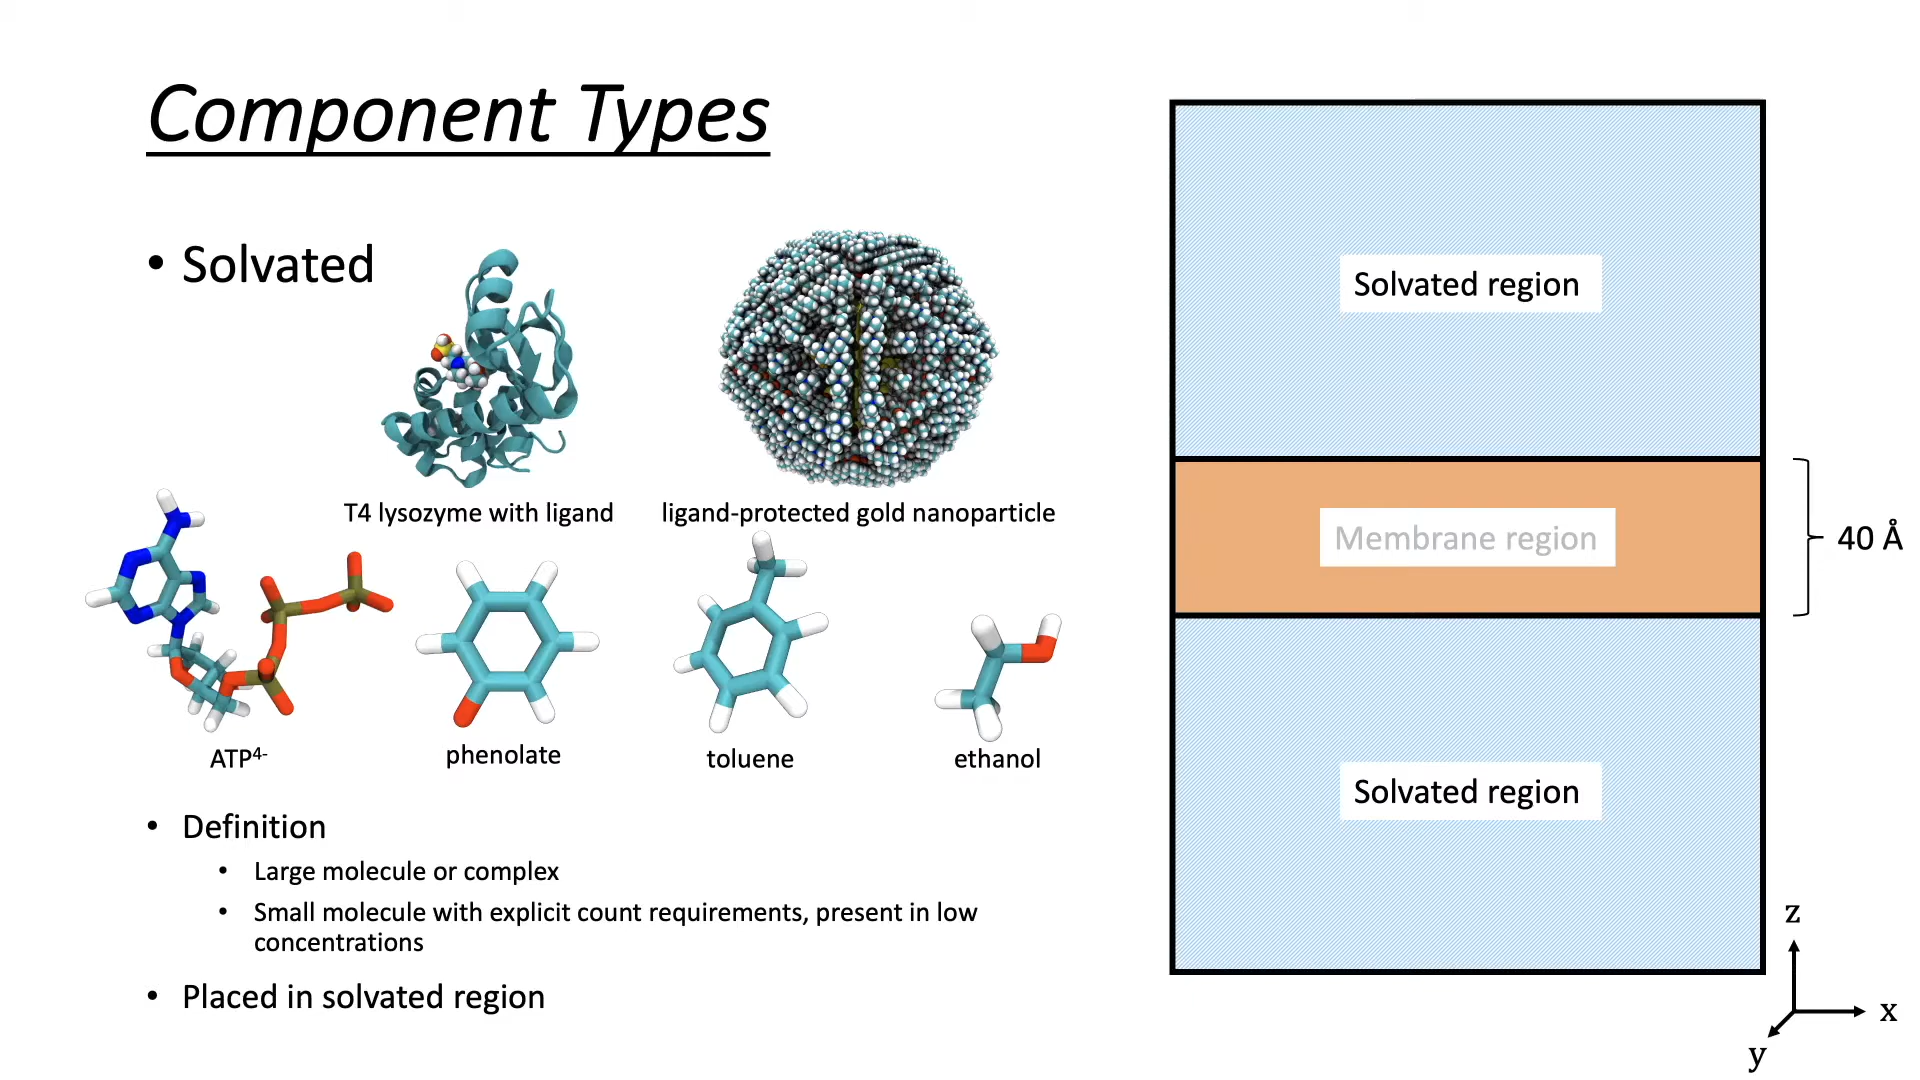 Component Types
• Solvated
T4 lysozyme with ligand
ligand-protected gold nanoparticle
ATP⁴⁻
phenolate
toluene
ethanol
• Definition
• Large molecule or complex
• Small molecule with explicit count requirements, present in low
concentrations
• Placed in solvated region
Solvated region
Membrane region
40 Å
Solvated region
z
x
y